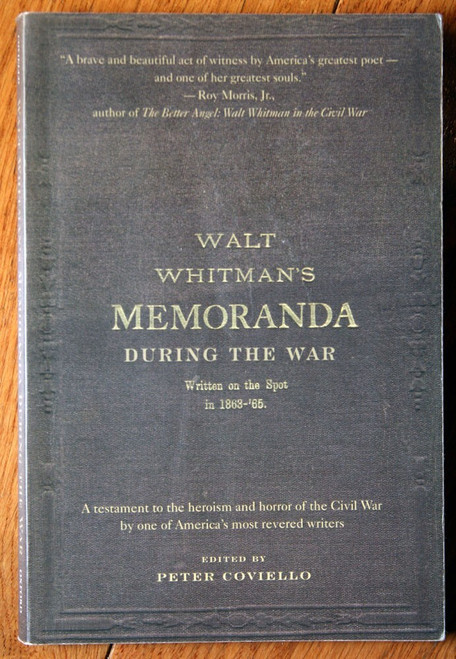 “A brave and beautiful act of witness by America’s greatest poet —
and one of her greatest souls.”
— Roy Morris, Jr.,
author of The Better Angel: Walt Whitman in the Civil War
WALT
WHITMAN’S
MEMORANDA
DURING THE WAR
Written on the Spot
in 1863-’65.
A testament to the heroism and horror of the Civil War
by one of America’s most revered writers
EDITED BY
PETER COVIELLO
OXFORD